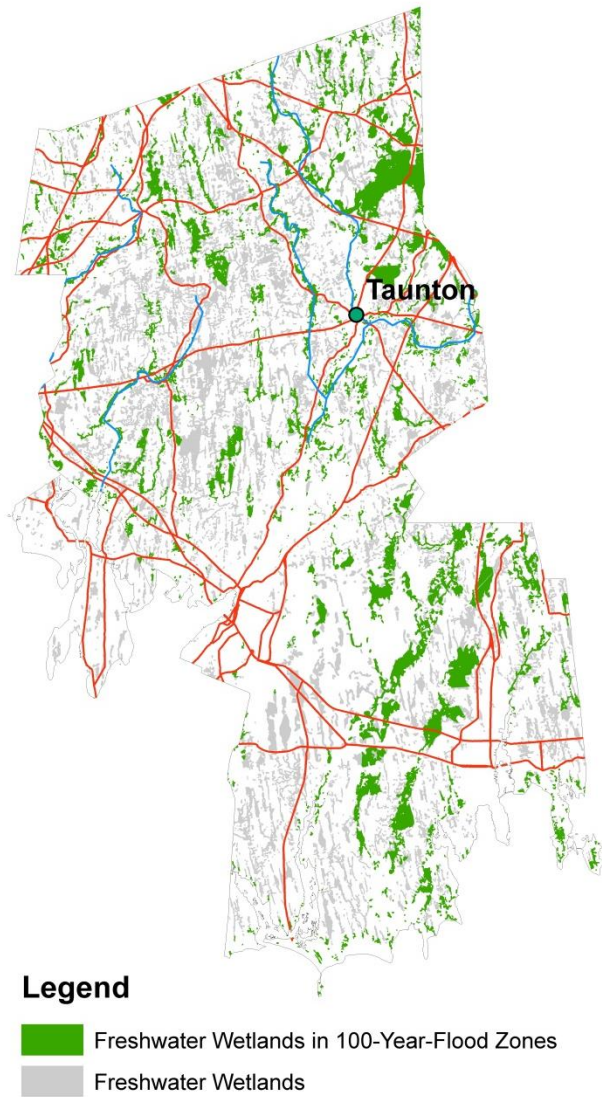 Taunton
Legend
Freshwater Wetlands in 100-Year-Flood Zones
Freshwater Wetlands